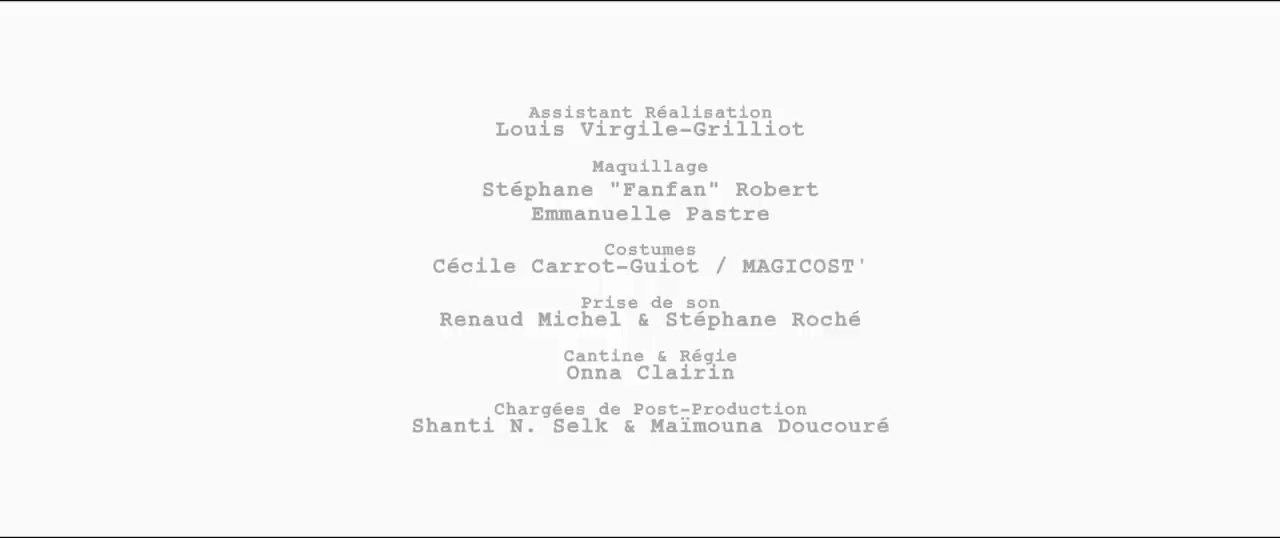 Assistant Réalisation
Louis Virgile-Grilliot
Maquillage
Stéphane "Fanfan" Robert
Emmanuelle Pastre
Costumes
Cécile Carrot-Guiot / MAGICOST'
Prise de son
Renaud Michel & Stéphane Roché
Cantine & Régie
Onna Clairin
Chargées de Post-Production
Shanti N. Selk & Maïmouna Doucouré